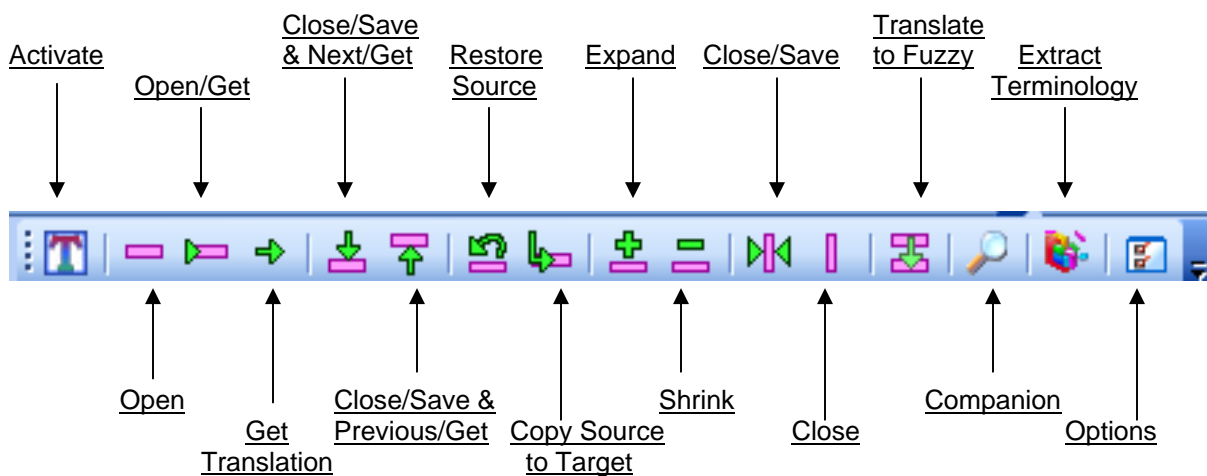 Activate
Open/Get
Close/Save
& Next/Get
Restore
Source
Expand
Close/Save
Translate
to Fuzzy
Extract
Terminology
T
Open
Get
Translation
Close/Save &
Previous/Get
Copy Source
to Target
Shrink
Close
Companion
Options